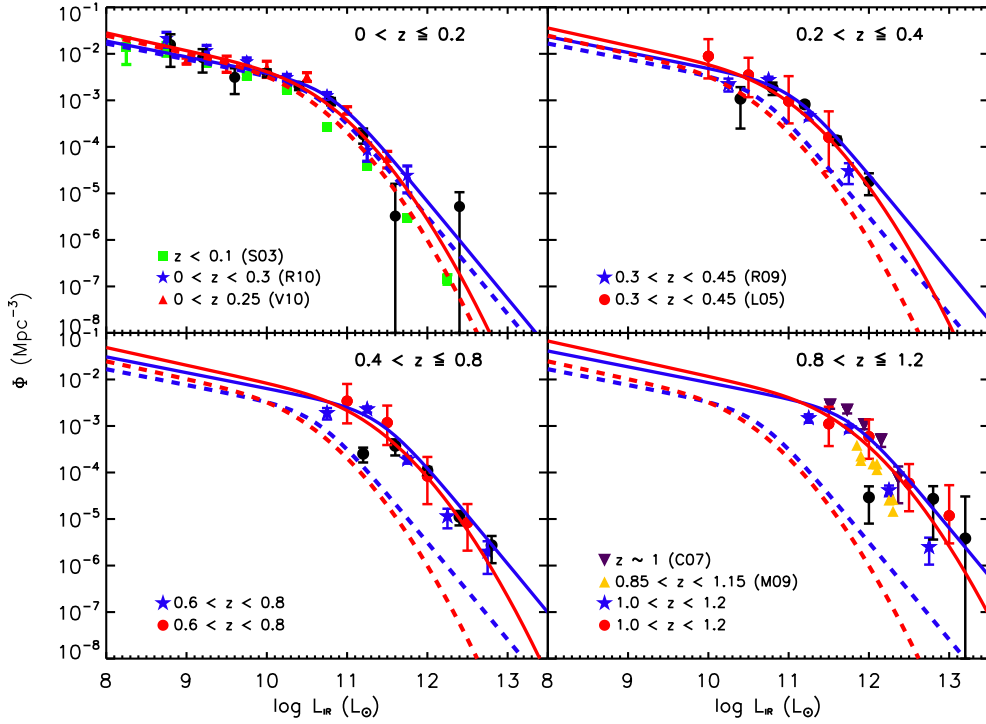 10⁻¹
10⁻²
10⁻³
10⁻⁴
10⁻⁵
10⁻⁶
10⁻⁷
10⁻⁸
10⁻¹
10⁻²
10⁻³
10⁻⁴
10⁻⁵
10⁻⁶
10⁻⁷
10⁻⁸
Φ (Mpc⁻³)
0 < z ≦ 0.2
z < 0.1 (S03)
0 < z < 0.3 (R10)
0 < z 0.25 (V10)
0.2 < z ≦ 0.4
0.3 < z < 0.45 (R09)
0.3 < z < 0.45 (L05)
0.4 < z ≦ 0.8
0.6 < z < 0.8
0.6 < z < 0.8
0.8 < z ≦ 1.2
z ~ 1 (C07)
0.85 < z < 1.15 (M09)
1.0 < z < 1.2
1.0 < z < 1.2
8 9 10 11 12 13
8 9 10 11 12 13
log L_IR (L_⊙)
log L_IR (L_⊙)